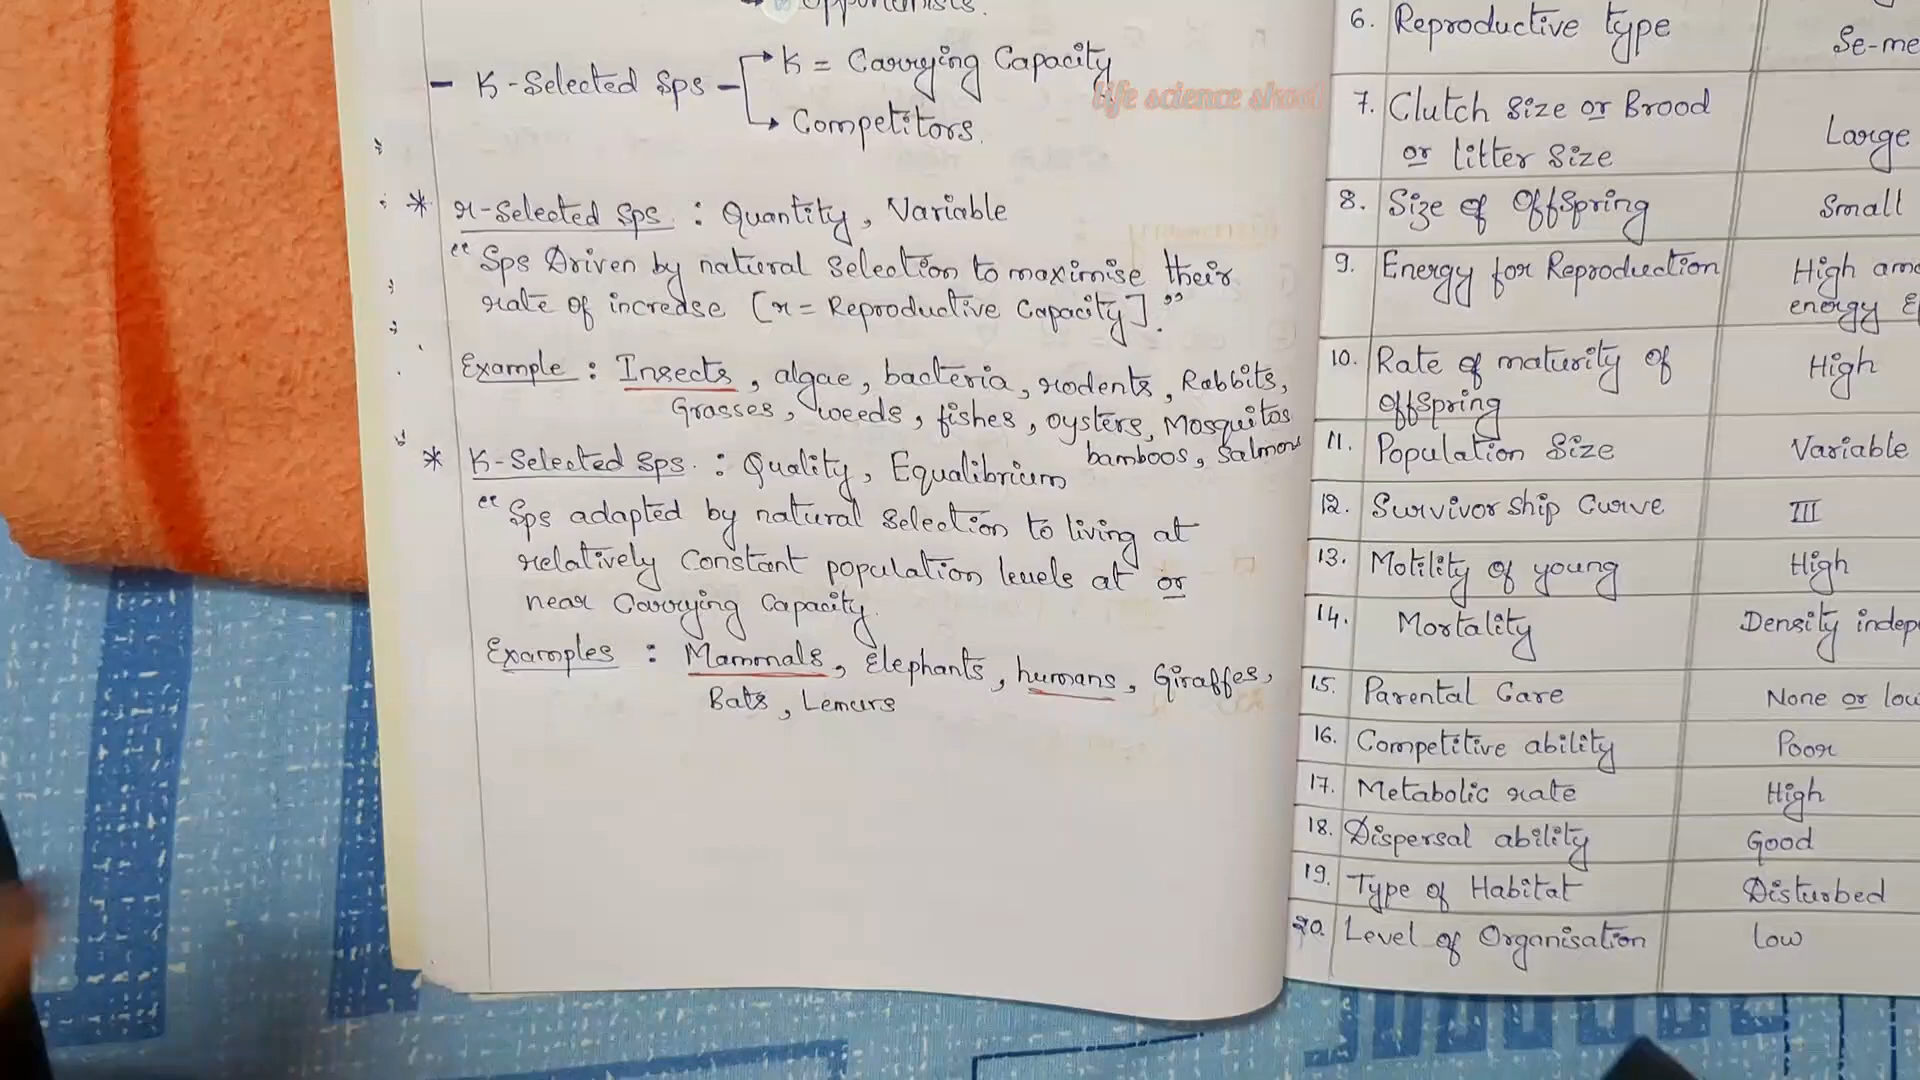 Opportunists.
- K-Selected Sps - K = Carrying Capacity
Competitors.
life science shoot
* r-Selected Sps : Quantity, Variable
"Sps Driven by natural Selection to maximise their
rate of increase [r = Reproductive Capacity]."
Example : Insects, algae, bacteria, rodents, Rabbits,
Grasses, weeds, fishes, oysters, Mosquitos
bamboos, Salmons
* K-Selected Sps. : Quality, Equalibrium
"Sps adapted by natural Selection to living at
relatively Constant population levels at or
near Carrying Capacity.
Examples : Mammals, Elephants, humans, Giraffes,
Bats, Lemurs
6. Reproductive type Se-me
7. Clutch Size or Brood
or litter Size Large
8. Size of OffSpring Small
9. Energy for Reproduction High amo
energy
10. Rate of maturity of
offspring High
11. Population Size Variable
12. Survivor Ship Curve III
13. Motility of young High
14. Mortality Density indep
15. Parental Care None or low
16. Competitive ability Poor
17. Metabolic rate High
18. Dispersal ability Good
19. Type of Habitat Disturbed
20. Level of Organisation low